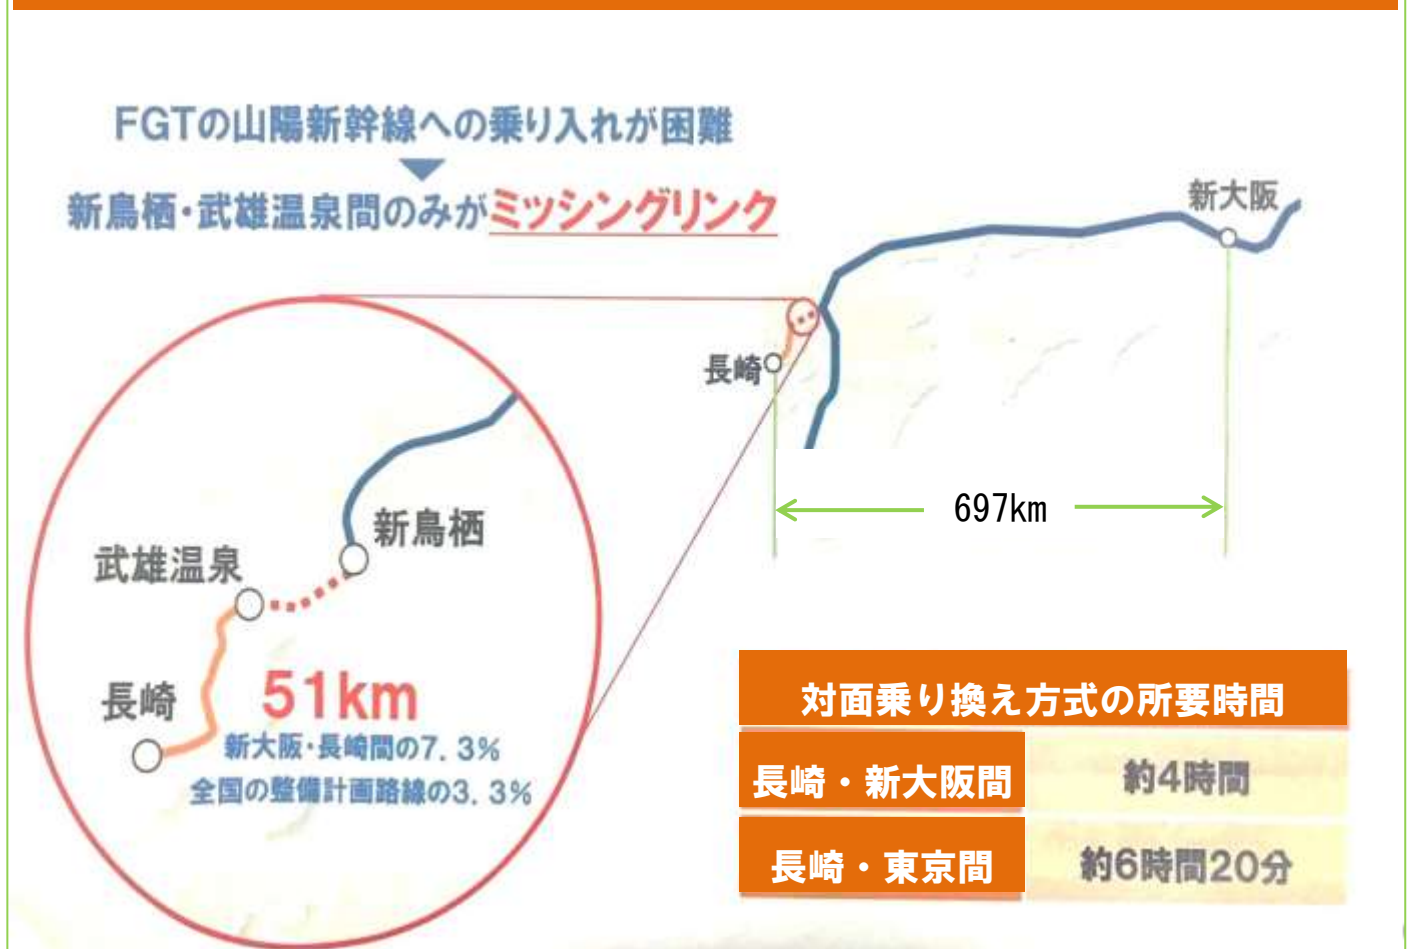 FGTの山陽新幹線への乗り入れが困難
新鳥栖・武雄温泉間のみがミッシングリンク
新大阪
長崎
697km
新鳥栖
武雄温泉
長崎
51km
新大阪・長崎間の7.3%
全国の整備計画路線の3.3%
対面乗り換え方式の所要時間
長崎・新大阪間 約4時間
長崎・東京間 約6時間20分